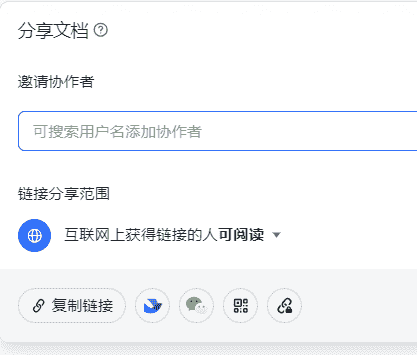 分享文档
邀请协作者
可搜索用户名添加协作者
链接分享范围
互联网上获得链接的人可阅读
复制链接